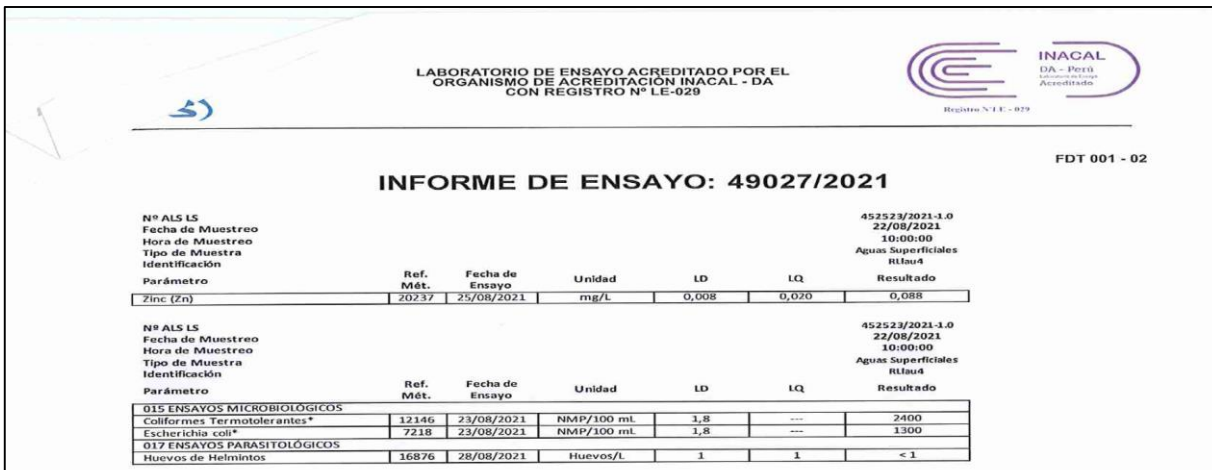 INACAL
DA - Perú
Laboratorio de Ensayo
Acreditado
Registro N° LE - 029
LABORATORIO DE ENSAYO ACREDITADO POR EL
ORGANISMO DE ACREDITACIÓN INACAL - DA
CON REGISTRO Nº LE-029
5)
FDT 001 - 02
INFORME DE ENSAYO: 49027/2021
Nº ALS LS 452523/2021-1.0
Fecha de Muestreo 22/08/2021
Hora de Muestreo 10:00:00
Tipo de Muestra Aguas Superficiales
Identificación RLlau4
Parámetro Ref. Mét. Fecha de Ensayo Unidad LD LQ Resultado
Zinc (Zn) 20237 25/08/2021 mg/L 0,008 0,020 0,088
Nº ALS LS 452523/2021-1.0
Fecha de Muestreo 22/08/2021
Hora de Muestreo 10:00:00
Tipo de Muestra Aguas Superficiales
Identificación RLlau4
Parámetro Ref. Mét. Fecha de Ensayo Unidad LD LQ Resultado
015 ENSAYOS MICROBIOLÓGICOS
Coliformes Termotolerantes* 12146 23/08/2021 NMP/100 mL 1,8 --- 2400
Escherichia coli* 7218 23/08/2021 NMP/100 mL 1,8 --- 1300
017 ENSAYOS PARASITOLÓGICOS
Huevos de Helmintos 16876 28/08/2021 Huevos/L 1 1 < 1